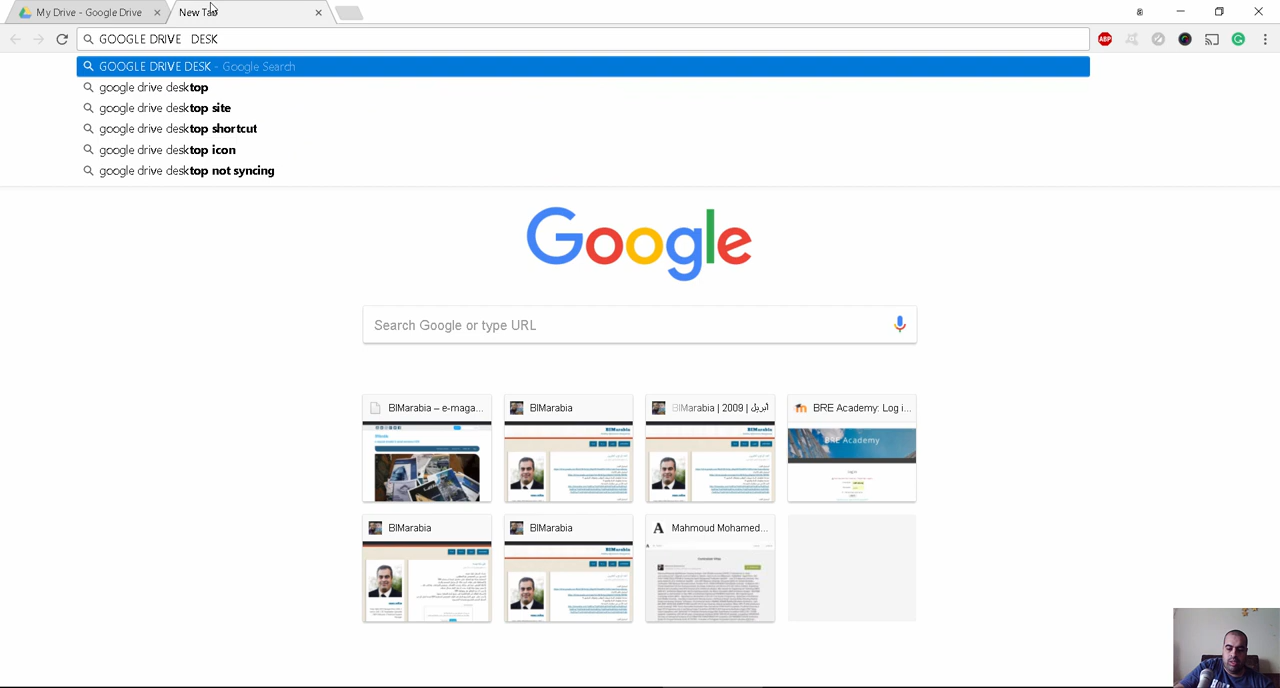 My Drive - Google Drive
New Tab
GOOGLE DRIVE DESK
ABP
GOOGLE DRIVE DESK - Google Search
google drive desktop
google drive desktop site
google drive desktop shortcut
google drive desktop icon
google drive desktop not syncing
Google
Search Google or type URL
BIMarabia – e-maga...
BIMarabia
BIMarabia | 2009 | أبريل
BRE Academy: Log i...
BRE Academy
BIMarabia
BIMarabia
Mahmoud Mohamed...